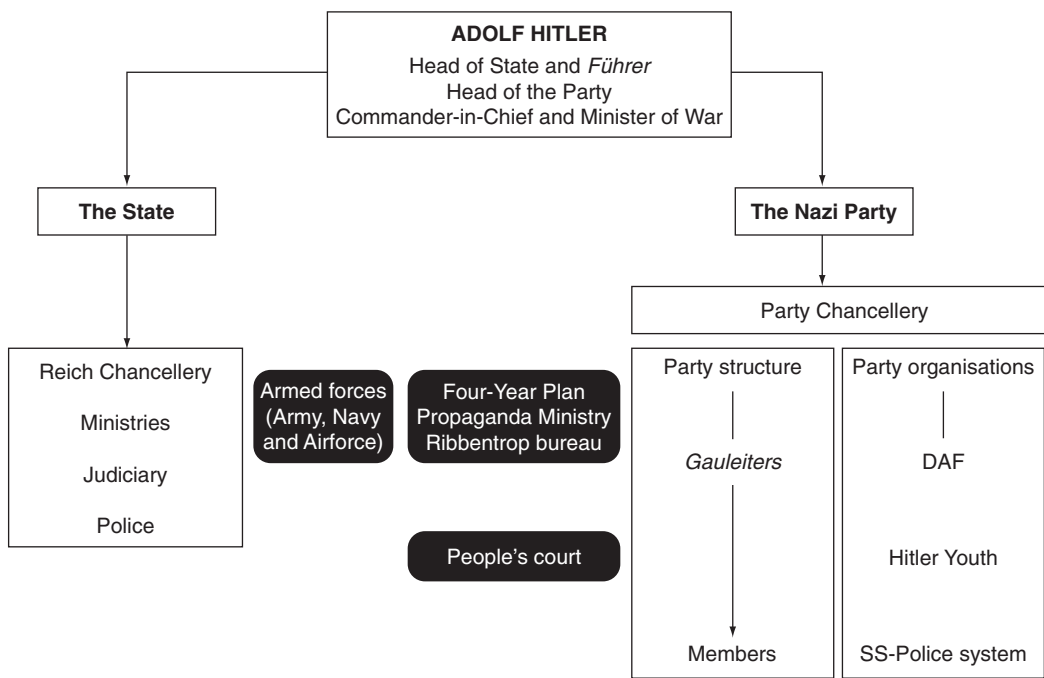 ADOLF HITLER
Head of State and Führer
Head of the Party
Commander-in-Chief and Minister of War
The State
The Nazi Party
Party Chancellery
Reich Chancellery
Ministries
Judiciary
Police
Armed forces
(Army, Navy
and Airforce)
Four-Year Plan
Propaganda Ministry
Ribbentrop bureau
People's court
Party structure
Gauleiters
Members
Party organisations
DAF
Hitler Youth
SS-Police system